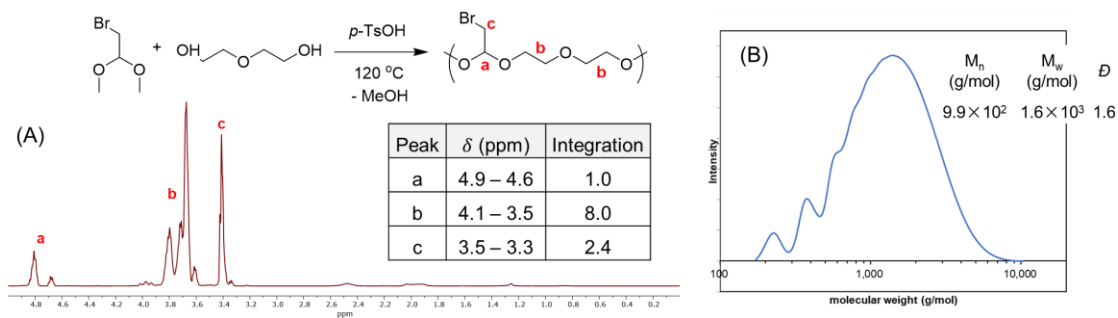 Br
+
OH
O
OH
O
O
p-TsOH
120 °C
- MeOH
Br
c
O
a
O
b
O
b
O
(A)
a
b
c
Peak δ (ppm) Integration
a 4.9 – 4.6 1.0
b 4.1 – 3.5 8.0
c 3.5 – 3.3 2.4
4.8 4.6 4.4 4.2 4.0 3.8 3.6 3.4 3.2 3.0 2.8 2.6 2.4 2.2 2.0 1.8 1.6 1.4 1.2 1.0 0.8 0.6 0.4 0.2
ppm
(B)
Mn Mw Đ
(g/mol) (g/mol)
9.9×10² 1.6×10³ 1.6
Intensity
100 1,000 10,000
molecular weight (g/mol)